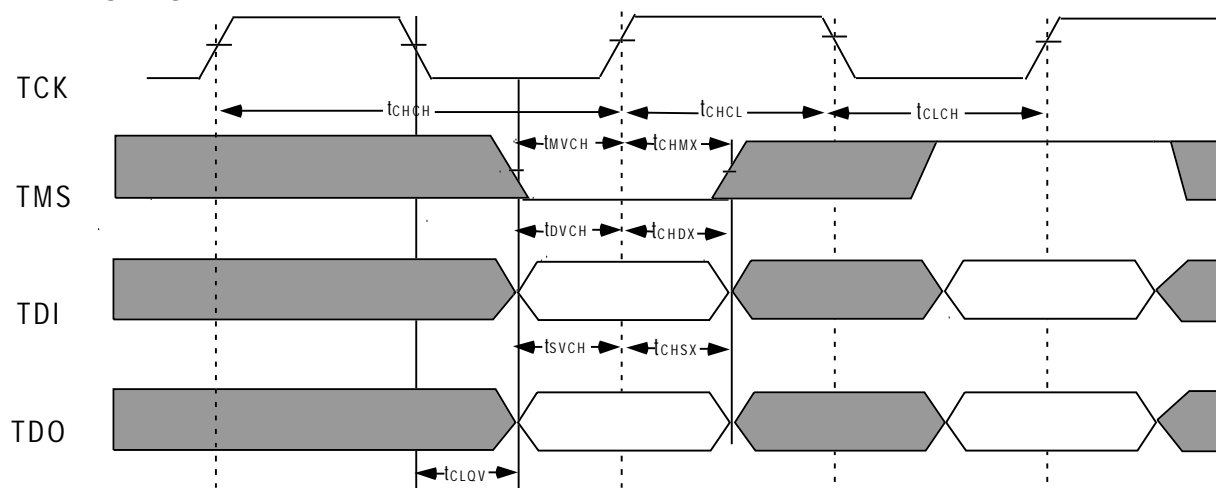 TCK
tCHCH
tCHCL
tCLCH
tMVCH
tCHMX
TMS
tDVCH
tCHDX
TDI
tSVCH
tCHSX
TDO
tCLQV